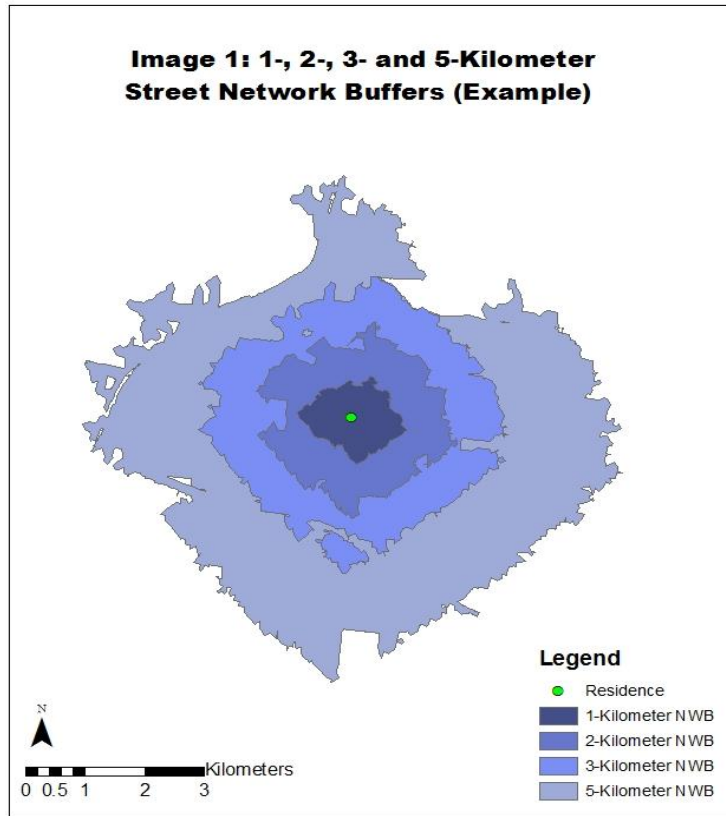 Image 1: 1-, 2-, 3- and 5-Kilometer
Street Network Buffers (Example)
Legend
Residence
1-Kilometer NWB
2-Kilometer NWB
3-Kilometer NWB
5-Kilometer NWB
N
Kilometers
0 0.5 1 2 3